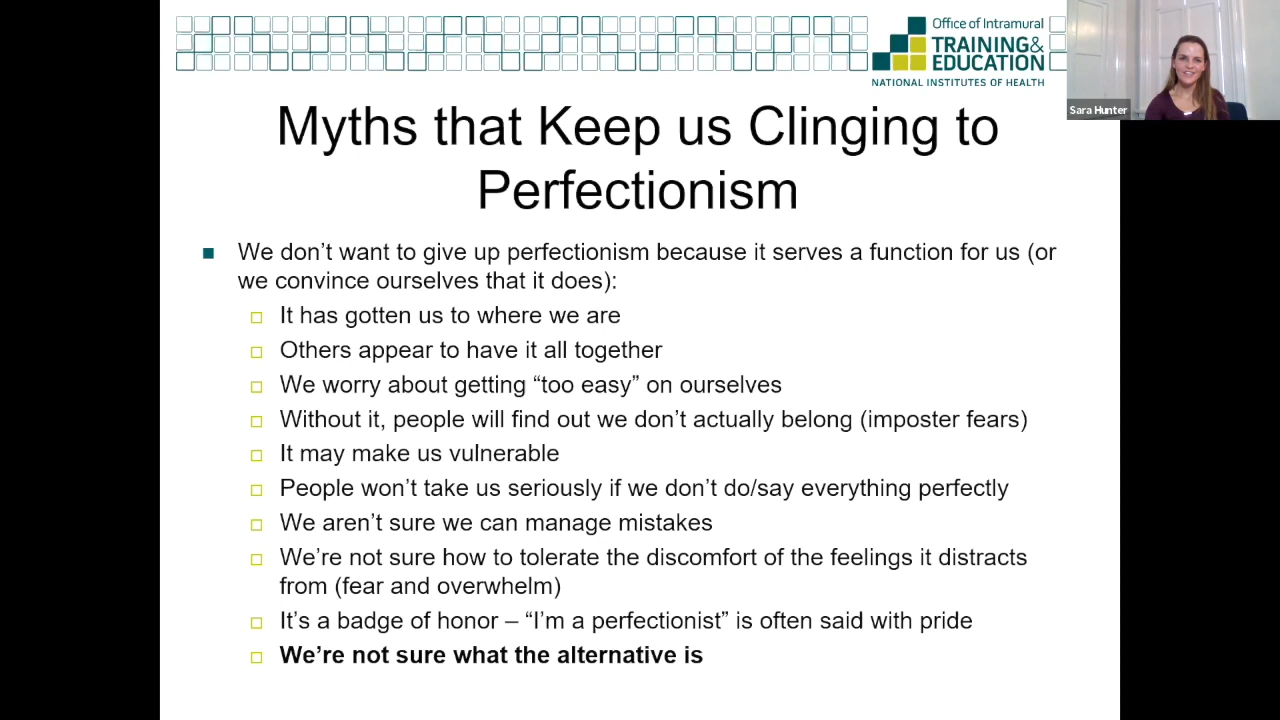 Office of Intramural
TRAINING&
EDUCATION
NATIONAL INSTITUTES OF HEALTH
Sara Hunter
Myths that Keep us Clinging to
Perfectionism
We don’t want to give up perfectionism because it serves a function for us (or
we convince ourselves that it does):
It has gotten us to where we are
Others appear to have it all together
We worry about getting “too easy” on ourselves
Without it, people will find out we don’t actually belong (imposter fears)
It may make us vulnerable
People won’t take us seriously if we don’t do/say everything perfectly
We aren’t sure we can manage mistakes
We’re not sure how to tolerate the discomfort of the feelings it distracts
from (fear and overwhelm)
It’s a badge of honor – “I’m a perfectionist” is often said with pride
We’re not sure what the alternative is